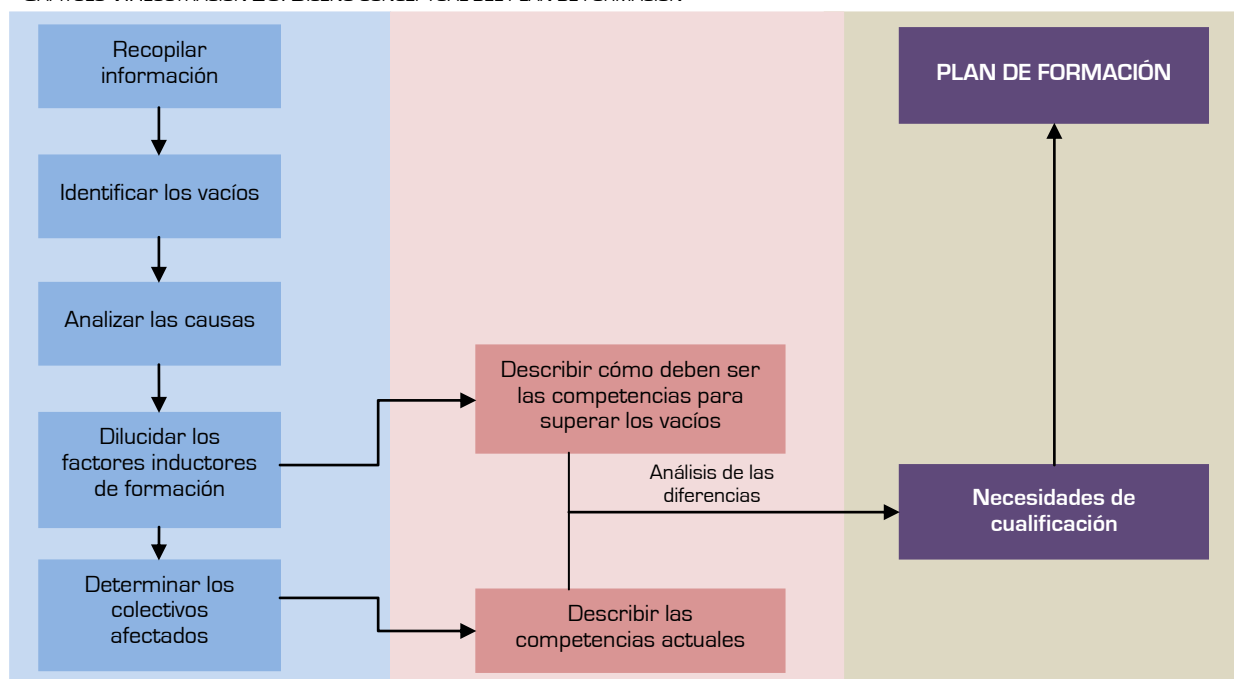 Recopilar
información
Identificar los vacíos
Analizar las causas
Dilucidar los
factores inductores
de formación
Determinar los
colectivos
afectados
Describir cómo deben ser
las competencias para
superar los vacíos
Análisis de las
diferencias
Describir las
competencias actuales
PLAN DE FORMACIÓN
Necesidades de
cualificación